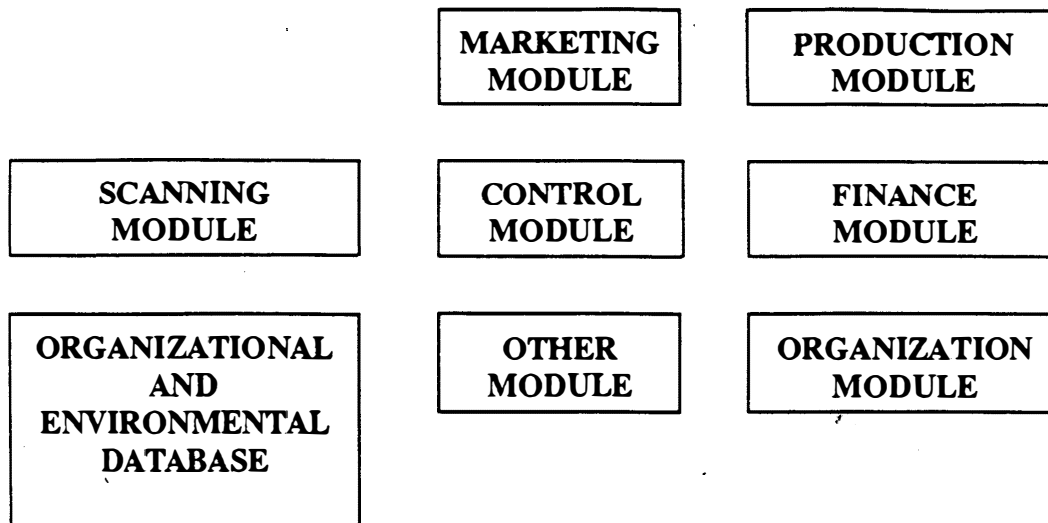 MARKETING
MODULE
PRODUCTION
MODULE
SCANNING
MODULE
CONTROL
MODULE
FINANCE
MODULE
ORGANIZATIONAL
AND
ENVIRONMENTAL
DATABASE
OTHER
MODULE
ORGANIZATION
MODULE